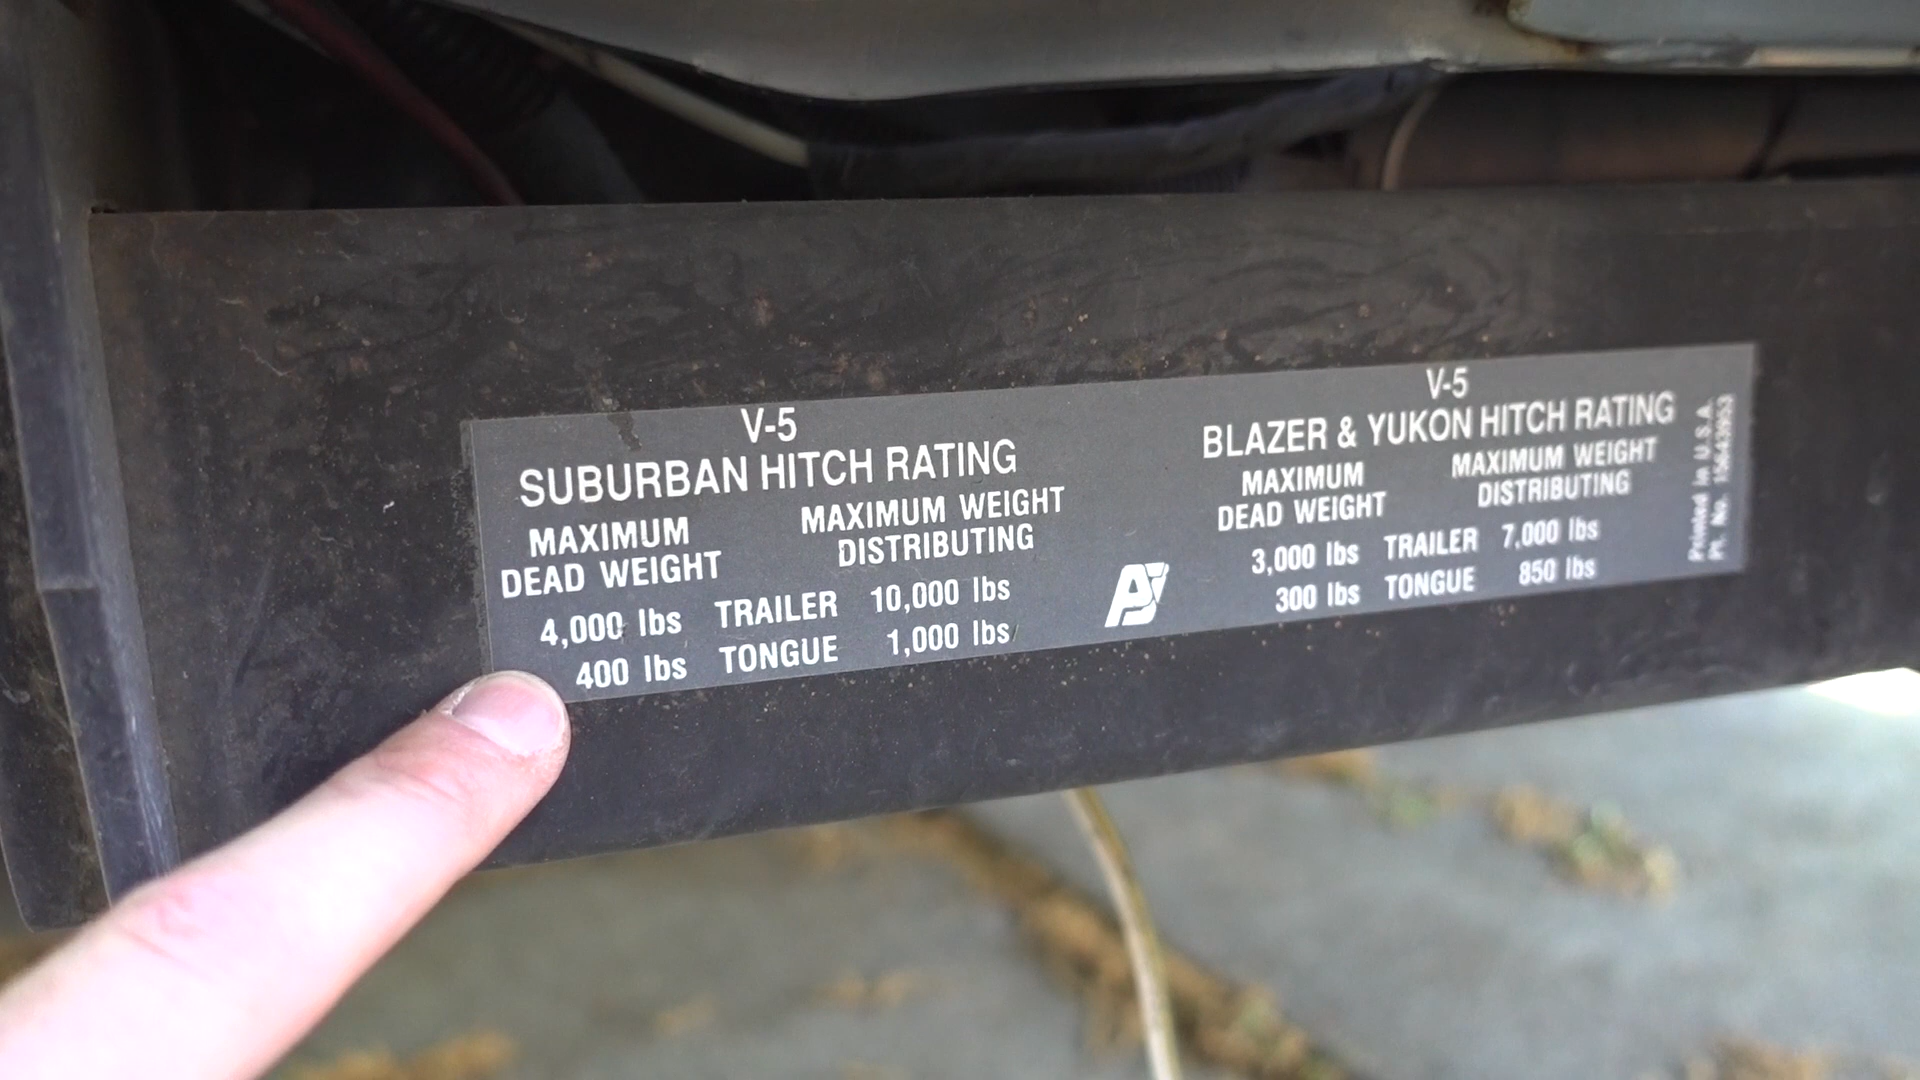 V-5
SUBURBAN HITCH RATING
MAXIMUM DEAD WEIGHT
MAXIMUM WEIGHT DISTRIBUTING
4,000 lbs TRAILER 10,000 lbs
400 lbs TONGUE 1,000 lbs
V-5
BLAZER & YUKON HITCH RATING
MAXIMUM DEAD WEIGHT
MAXIMUM WEIGHT DISTRIBUTING
3,000 lbs TRAILER 7,000 lbs
300 lbs TONGUE 850 lbs
Printed in U.S.A.
Pt. No.